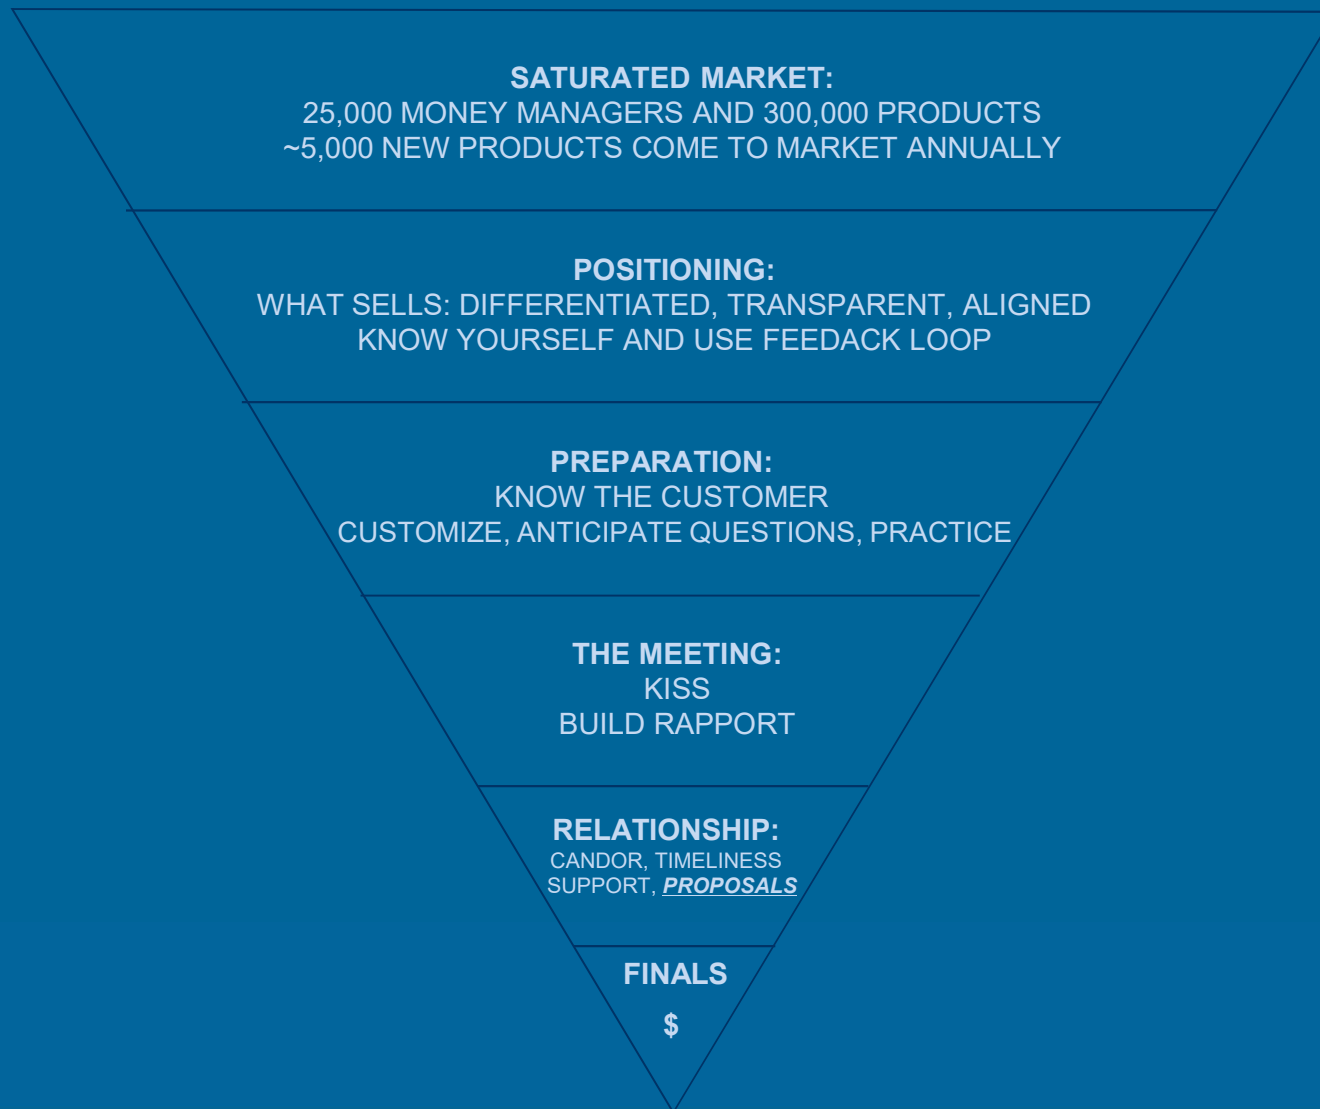 SATURATED MARKET:
25,000 MONEY MANAGERS AND 300,000 PRODUCTS
~5,000 NEW PRODUCTS COME TO MARKET ANNUALLY
POSITIONING:
WHAT SELLS: DIFFERENTIATED, TRANSPARENT, ALIGNED
KNOW YOURSELF AND USE FEEDACK LOOP
PREPARATION:
KNOW THE CUSTOMER
CUSTOMIZE, ANTICIPATE QUESTIONS, PRACTICE
THE MEETING:
KISS
BUILD RAPPORT
RELATIONSHIP:
CANDOR, TIMELINESS
SUPPORT, PROPOSALS
FINALS
$